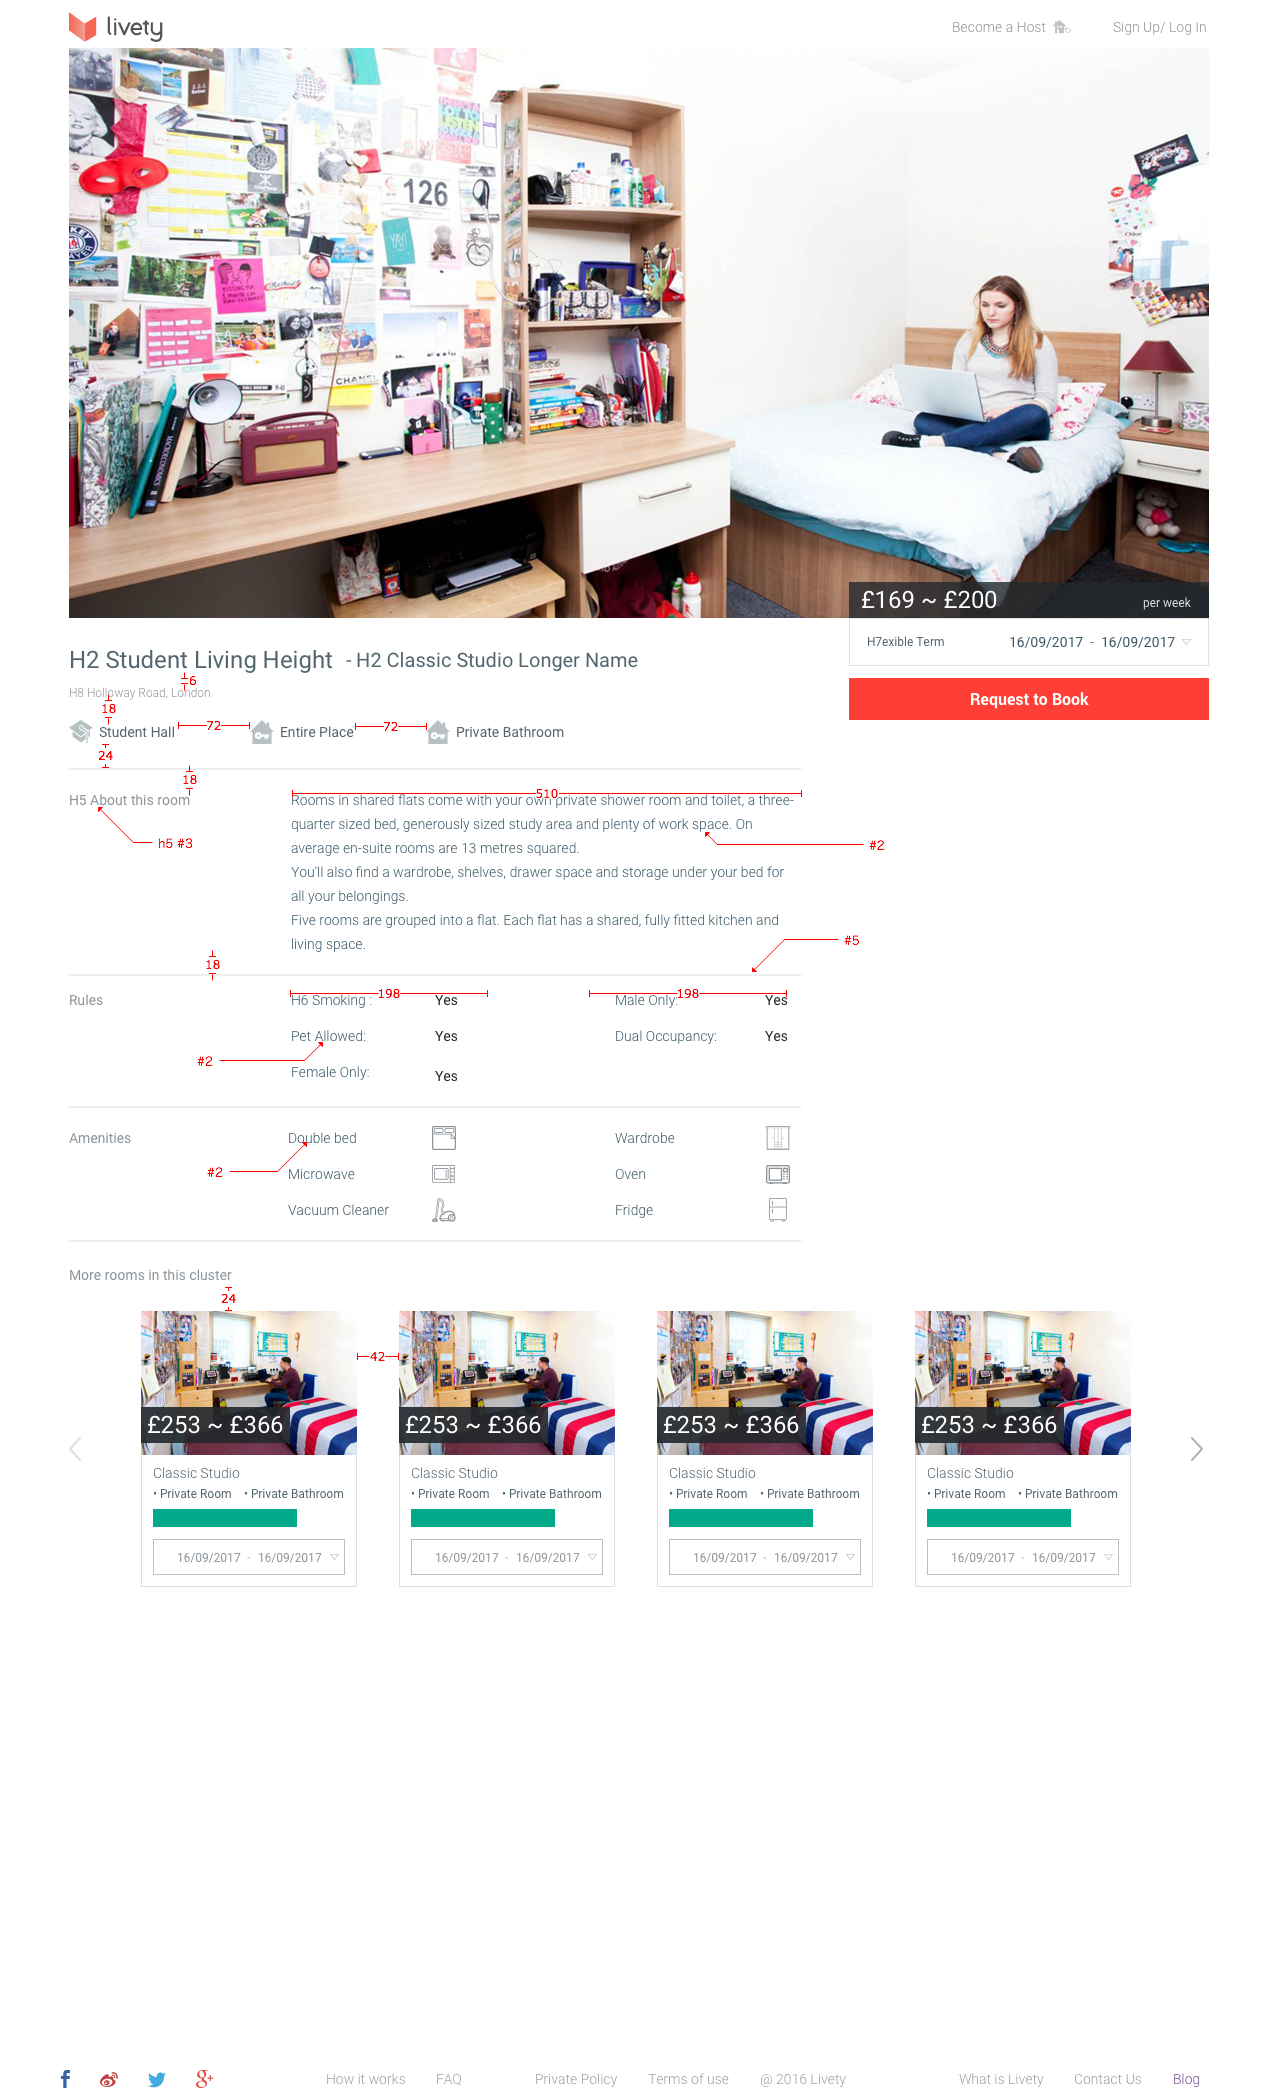 livety
Become a Host
Sign Up/ Log In
126
YAY!
CHANEL
MICROECONOMICS
£169 ~ £200
per week
H7exible Term
16/09/2017 - 16/09/2017
Request to Book
H2 Student Living Height - H2 Classic Studio Longer Name
6
H8 Holloway Road, London
18
Student Hall
72
Entire Place
72
Private Bathroom
24
18
H5 About this room
510
Rooms in shared flats come with your own private shower room and toilet, a three-
quarter sized bed, generously sized study area and plenty of work space. On
average en-suite rooms are 13 metres squared.
You'll also find a wardrobe, shelves, drawer space and storage under your bed for
all your belongings.
Five rooms are grouped into a flat. Each flat has a shared, fully fitted kitchen and
living space.
h5 #3
#2
#5
18
Rules
198
198
H6 Smoking : Yes
Male Only: Yes
Pet Allowed: Yes
Dual Occupancy: Yes
#2
Female Only: Yes
Amenities
Double bed
Wardrobe
#2
Microwave
Oven
Vacuum Cleaner
Fridge
More rooms in this cluster
24
42
£253 ~ £366
£253 ~ £366
£253 ~ £366
£253 ~ £366
Classic Studio
Classic Studio
Classic Studio
Classic Studio
• Private Room • Private Bathroom
• Private Room • Private Bathroom
• Private Room • Private Bathroom
• Private Room • Private Bathroom
16/09/2017 - 16/09/2017
16/09/2017 - 16/09/2017
16/09/2017 - 16/09/2017
16/09/2017 - 16/09/2017
How it works
FAQ
Private Policy
Terms of use
@ 2016 Livety
What is Livety
Contact Us
Blog